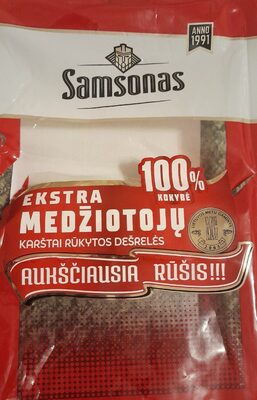 ANNO
1991
Samsonas
100%
KOKYBĖ
EKSTRA
MEDŽIOTOJŲ
KARŠTAI RŪKYTOS DEŠRELĖS
AUKŠČIAUSIA RŪŠIS!!!